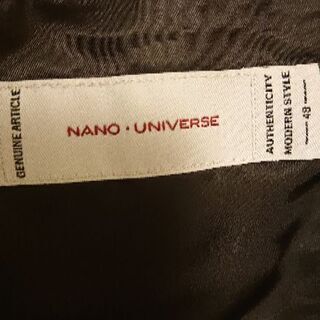 GENUINE ARTICLE
NANO · UNIVERSE
AUTHENTICITY
MODERN STYLE
48